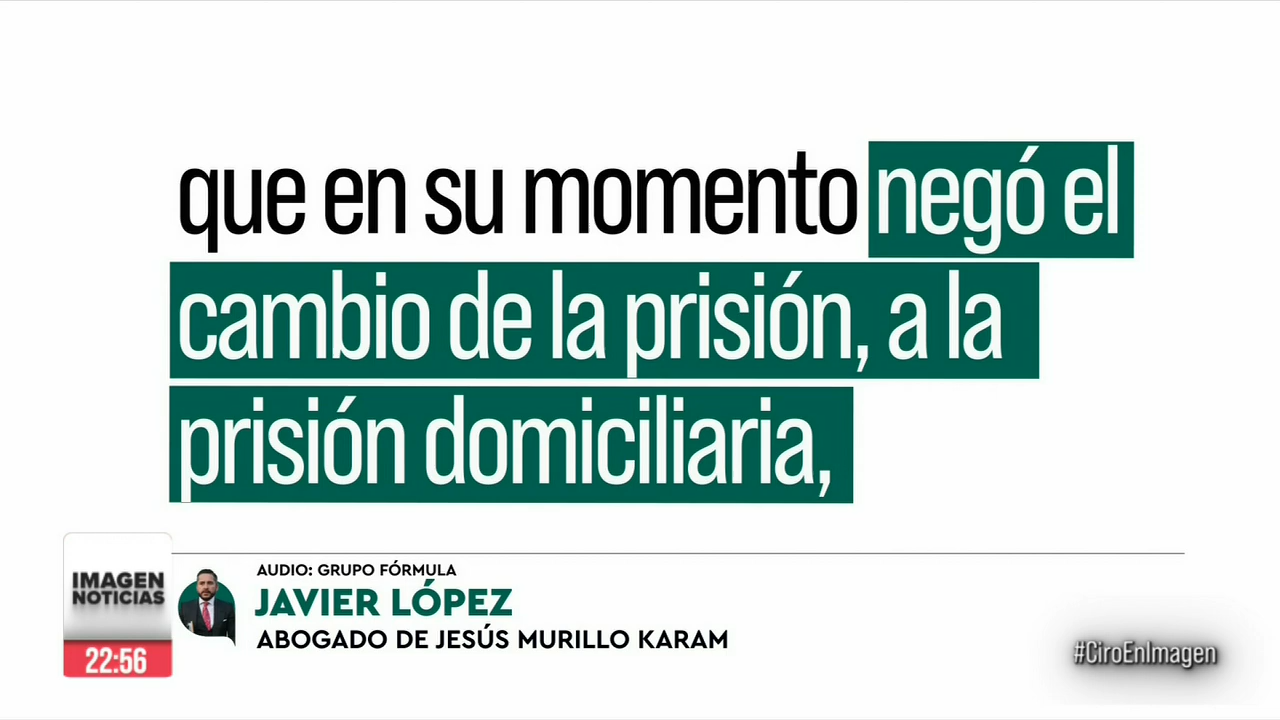 que en su momento negó el
cambio de la prisión, a la
prisión domiciliaria,
IMAGEN
NOTICIAS
22:56
AUDIO: GRUPO FÓRMULA
JAVIER LÓPEZ
ABOGADO DE JESÚS MURILLO KARAM
#CiroEnImagen